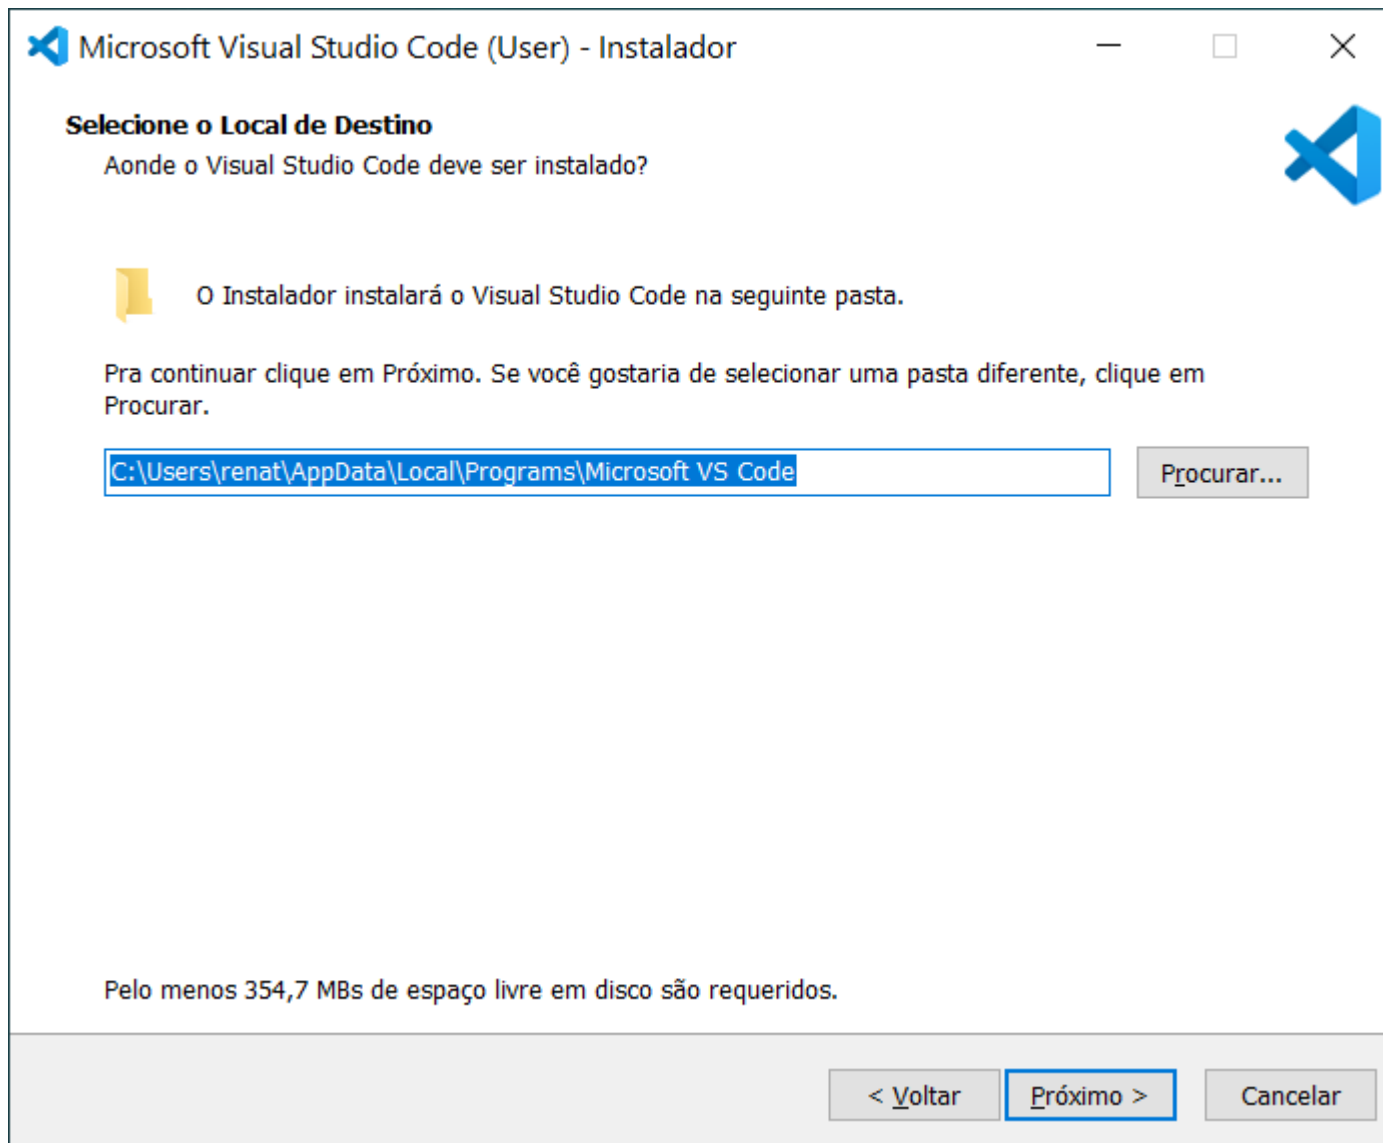 Microsoft Visual Studio Code (User) - Instalador
Selecione o Local de Destino
Aonde o Visual Studio Code deve ser instalado?
O Instalador instalará o Visual Studio Code na seguinte pasta.
Pra continuar clique em Próximo. Se você gostaria de selecionar uma pasta diferente, clique em
Procurar.
C:\Users\renat\AppData\Local\Programs\Microsoft VS Code
Procurar...
Pelo menos 354,7 MBs de espaço livre em disco são requeridos.
< Voltar
Próximo >
Cancelar